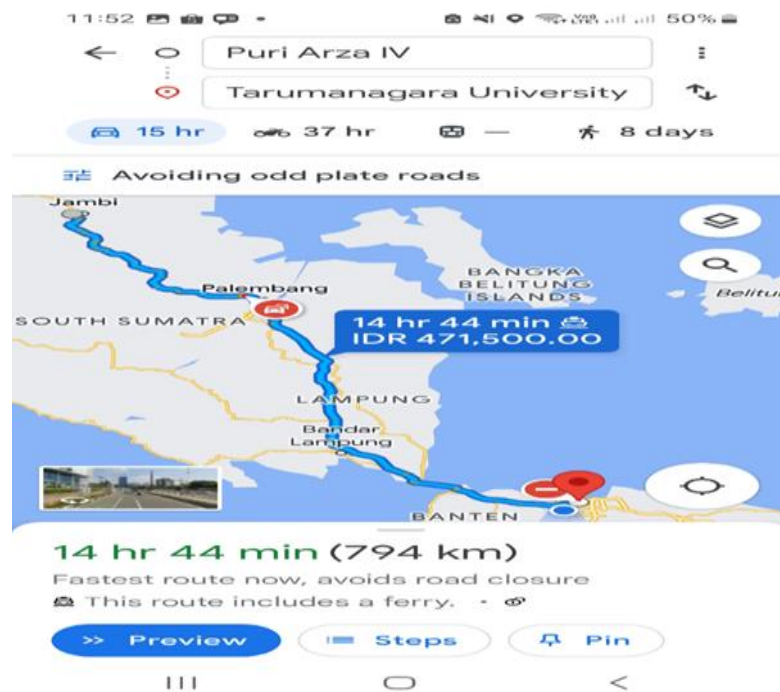 11:52
50%
Puri Arza IV
Tarumanagara University
15 hr 37 hr — 8 days
Avoiding odd plate roads
Jambi
Palembang
BANGKA
BELITUNG
ISLANDS
Belitu
SOUTH SUMATRA
14 hr 44 min
IDR 471,500.00
LAMPUNG
Bandar
Lampung
BANTEN
14 hr 44 min (794 km)
Fastest route now, avoids road closure
This route includes a ferry. ·
Preview
Steps
Pin